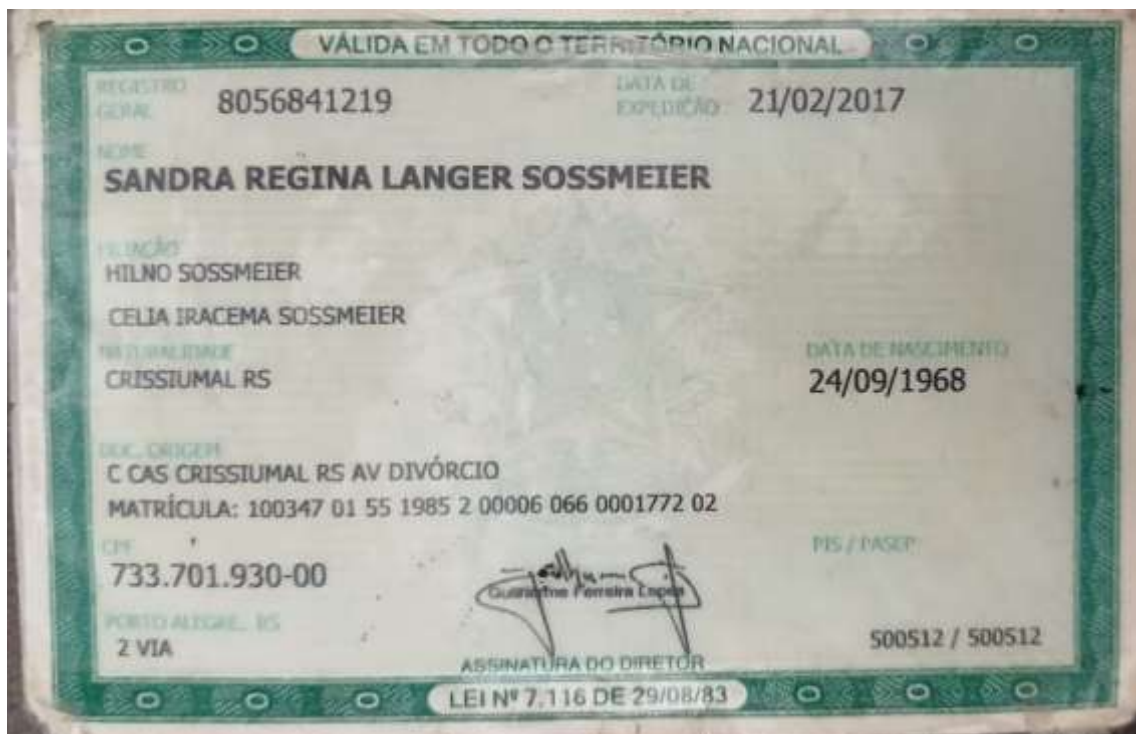 VÁLIDA EM TODO O TERRITÓRIO NACIONAL
REGISTRO GERAL 8056841219 DATA DE EXPEDIÇÃO 21/02/2017
NOME
SANDRA REGINA LANGER SOSSMEIER
FILIAÇÃO
HILNO SOSSMEIER
CELIA IRACEMA SOSSMEIER
NATURALIDADE DATA DE NASCIMENTO
CRISSIUMAL RS 24/09/1968
DOC. ORIGEM
C CAS CRISSIUMAL RS AV DIVÓRCIO
MATRÍCULA: 100347 01 55 1985 2 00006 066 0001772 02
CPF PIS / PASEP
733.701.930-00
Guilherme Ferreira Lopes
PORTO ALEGRE, RS
2 VIA 500512 / 500512
ASSINATURA DO DIRETOR
LEI Nº 7.116 DE 29/08/83